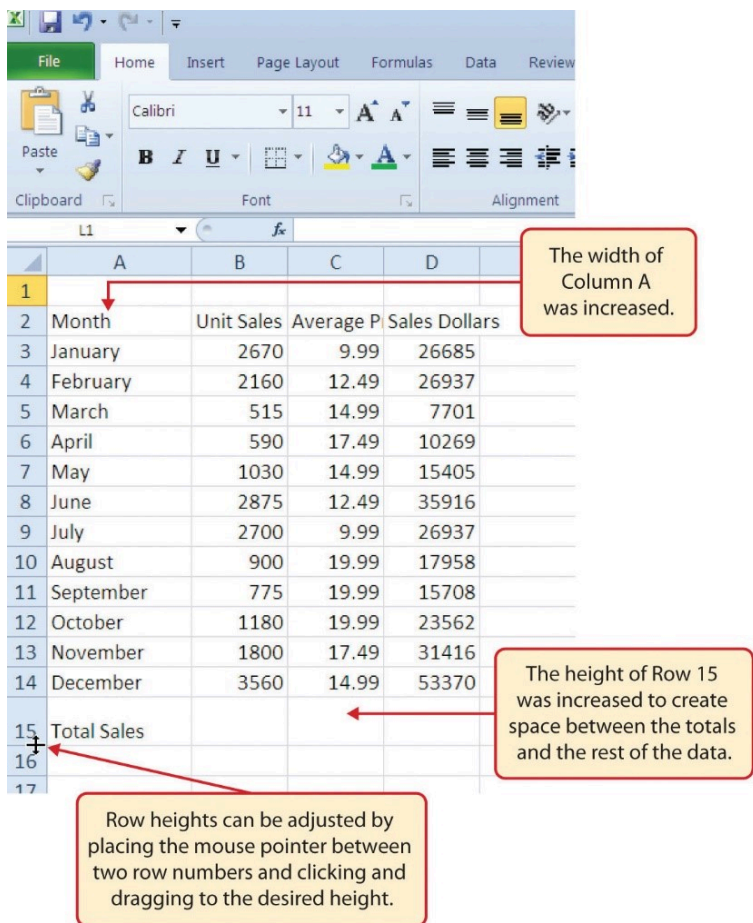 File Home Insert Page Layout Formulas Data Review
Calibri 11 A A
Paste B I U A
Clipboard Font Alignment
L1 fx
A B C D
1
2 Month Unit Sales Average P Sales Dollars
3 January 2670 9.99 26685
4 February 2160 12.49 26937
5 March 515 14.99 7701
6 April 590 17.49 10269
7 May 1030 14.99 15405
8 June 2875 12.49 35916
9 July 2700 9.99 26937
10 August 900 19.99 17958
11 September 775 19.99 15708
12 October 1180 19.99 23562
13 November 1800 17.49 31416
14 December 3560 14.99 53370
15 Total Sales
16
17
The width of
Column A
was increased.
The height of Row 15
was increased to create
space between the totals
and the rest of the data.
Row heights can be adjusted by
placing the mouse pointer between
two row numbers and clicking and
dragging to the desired height.